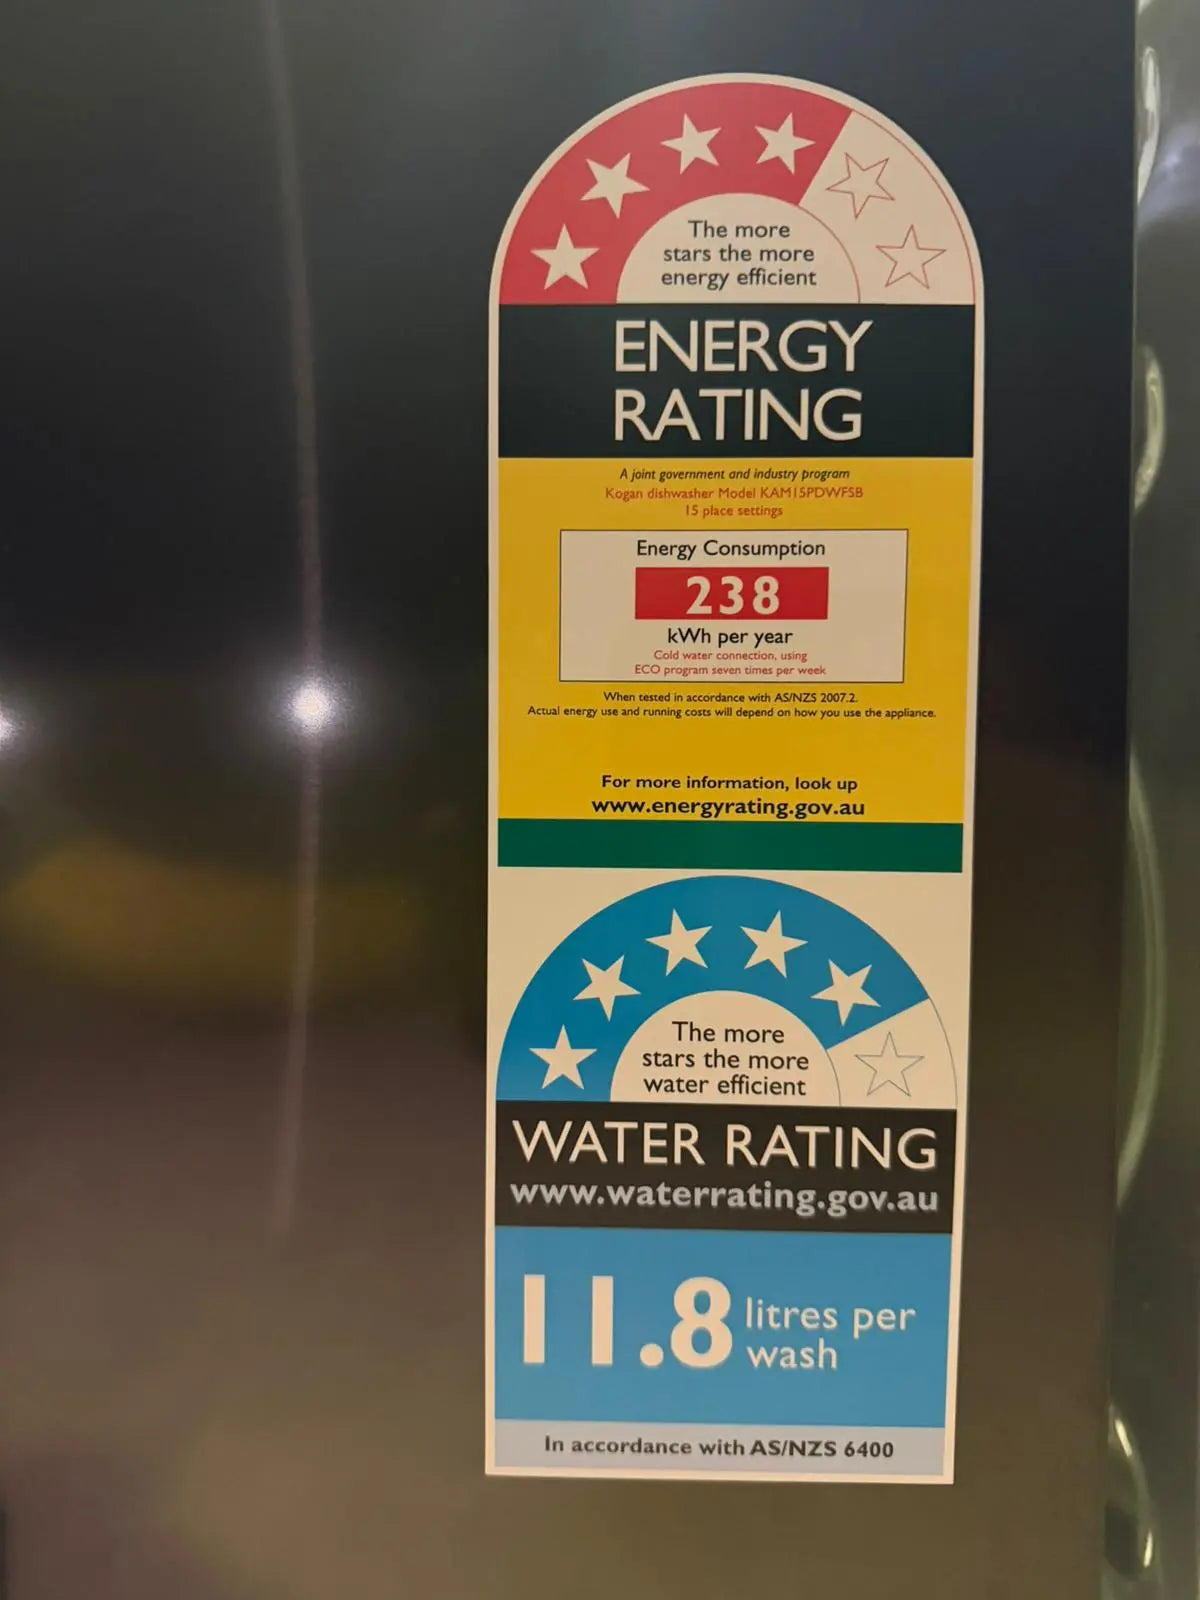 The more
stars the more
energy efficient
ENERGY
RATING
A joint government and industry program
Kogan dishwasher Model KAM15PDWFSB
15 place settings
Energy Consumption
238
kWh per year
Cold water connection, using
ECO program seven times per week
When tested in accordance with AS/NZS 2007.2.
Actual energy use and running costs will depend on how you use the appliance.
For more information, look up
www.energyrating.gov.au
The more
stars the more
water efficient
WATER RATING
www.waterrating.gov.au
11.8 litres per
wash
In accordance with AS/NZS 6400